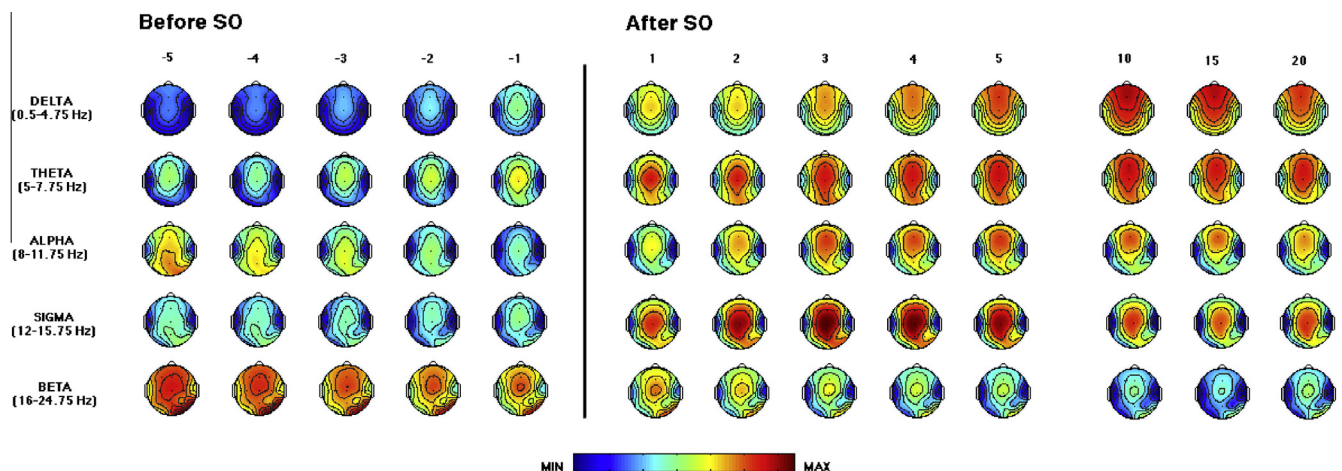 Before SO After SO
-5 -4 -3 -2 -1 1 2 3 4 5 10 15 20
DELTA
(0.5-4.75 Hz)
THETA
(5-7.75 Hz)
ALPHA
(8-11.75 Hz)
SIGMA
(12-15.75 Hz)
BETA
(16-24.75 Hz)
MIN MAX